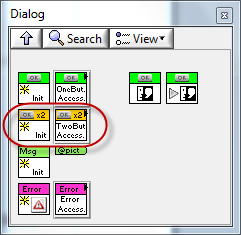 Dialog
Search View
OK OK
Init OneBut. Access.
OK x2 OK x2
Init TwoBut. Access.
Msg @pict
Init
Error Error
Init Error Access.